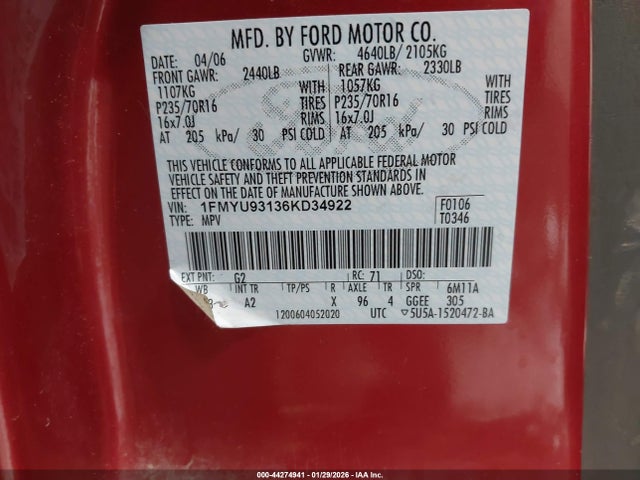 MFD. BY FORD MOTOR CO.
DATE: 04/06 GVWR: 4640LB/ 2105KG
FRONT GAWR: 2440LB REAR GAWR: 2330LB
1107KG WITH 1057KG WITH
P235/70R16 TIRES P235/70R16 TIRES
16x7.0J RIMS 16x7.0J RIMS
AT 205 kPa/ 30 PSI COLD AT 205 kPa/ 30 PSI COLD
THIS VEHICLE CONFORMS TO ALL APPLICABLE FEDERAL MOTOR
VEHICLE SAFETY AND THEFT PREVENTION STANDARDS IN
EFFECT ON THE DATE OF MANUFACTURE SHOWN ABOVE.
VIN: 1FMYU93136KD34922 F0106
TYPE: MPV T0346
EXT PNT: G2 RC: 71 DSO:
WB INT TR TP/PS R AXLE TR SPR 6M11A
A2 X 96 4 GGEE 305
1200604052020 UTC 5U5A-1520472-BA
Ford
000-44274941 - 01/29/2026 - IAA Inc.